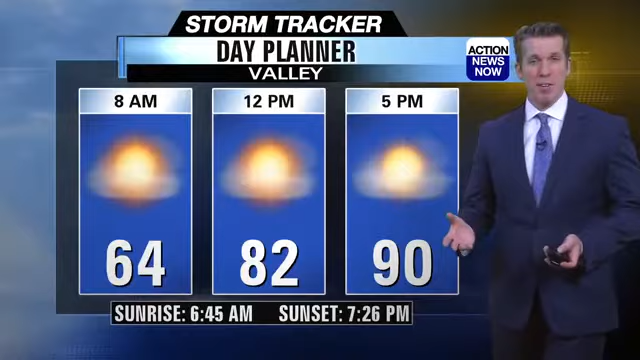 STORM TRACKER
DAY PLANNER
VALLEY
ACTION
NEWS
NOW
8 AM
12 PM
5 PM
64
82
90
SUNRISE: 6:45 AM SUNSET: 7:26 PM